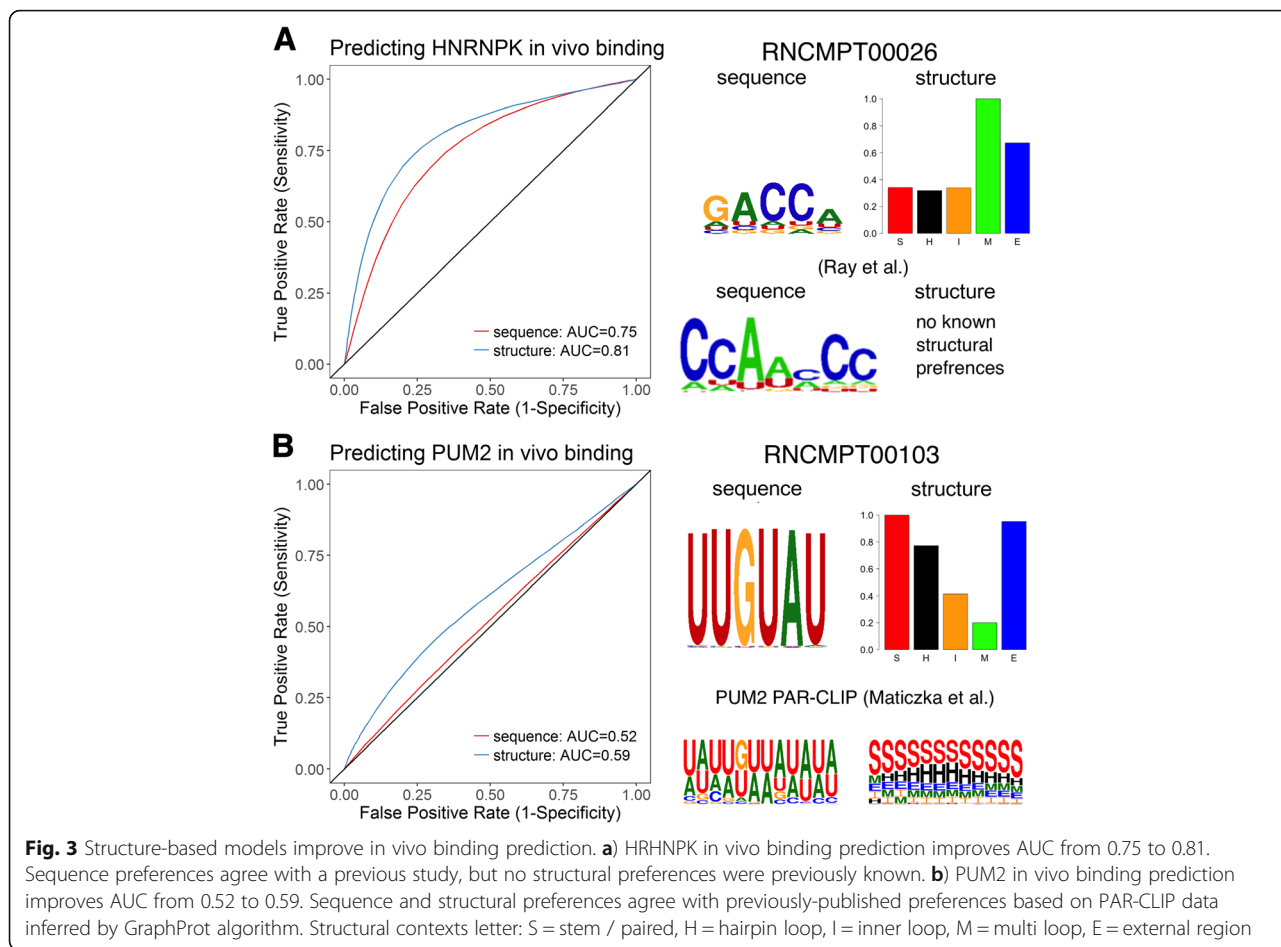 A
Predicting HNRNPK in vivo binding
True Positive Rate (Sensitivity)
1.00
0.75
0.50
0.25
0.00
sequence: AUC=0.75
structure: AUC=0.81
0.00 0.25 0.50 0.75 1.00
False Positive Rate (1-Specificity)
RNCMPT00026
sequence
structure
GACCA
1.0
0.8
0.6
0.4
0.2
0.0
S H I M E
(Ray et al.)
sequence
structure
CCAACCC
no known
structural
prefrences
B
Predicting PUM2 in vivo binding
True Positive Rate (Sensitivity)
1.00
0.75
0.50
0.25
0.00
sequence: AUC=0.52
structure: AUC=0.59
0.00 0.25 0.50 0.75 1.00
False Positive Rate (1-Specificity)
RNCMPT00103
sequence
structure
UUGUAU
1.0
0.8
0.6
0.4
0.2
0.0
S H I M E
PUM2 PAR-CLIP (Maticzka et al.)
UAUUGUUAUAUA
SSSSSSSSSSSS
Fig. 3 Structure-based models improve in vivo binding prediction. a) HRHNPK in vivo binding prediction improves AUC from 0.75 to 0.81.
Sequence preferences agree with a previous study, but no structural preferences were previously known. b) PUM2 in vivo binding prediction
improves AUC from 0.52 to 0.59. Sequence and structural preferences agree with previously-published preferences based on PAR-CLIP data
inferred by GraphProt algorithm. Structural contexts letter: S = stem / paired, H = hairpin loop, I = inner loop, M = multi loop, E = external region